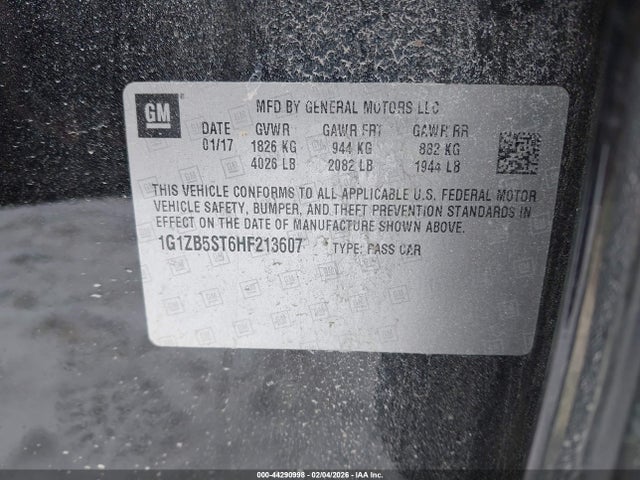 GM
MFD BY GENERAL MOTORS LLC
DATE GVWR GAWR FRT GAWR RR
01/17 1826 KG 944 KG 882 KG
4026 LB 2082 LB 1944 LB
THIS VEHICLE CONFORMS TO ALL APPLICABLE U.S. FEDERAL MOTOR
VEHICLE SAFETY, BUMPER, AND THEFT PREVENTION STANDARDS IN
EFFECT ON THE DATE OF MANUFACTURE SHOWN ABOVE.
1G1ZB5ST6HF213607 TYPE: PASS CAR
000-44290998 - 02/04/2026 - IAA Inc.